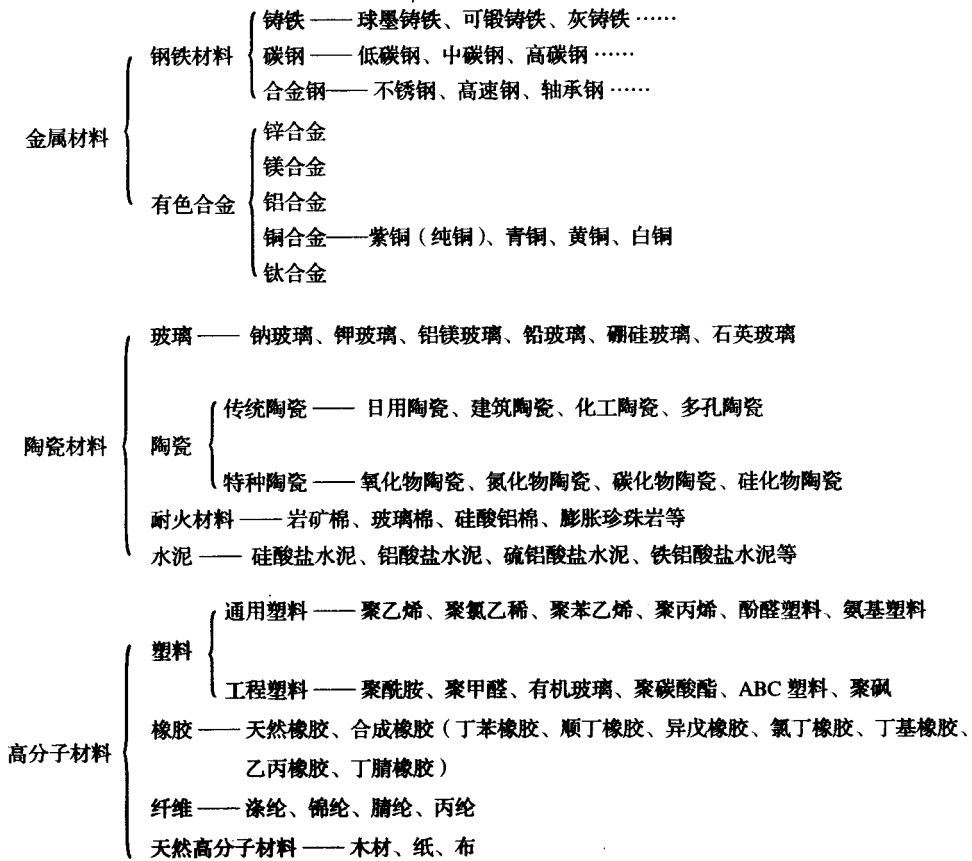 铸铁 —— 球墨铸铁、可锻铸铁、灰铸铁 ……
钢铁材料 碳钢 —— 低碳钢、中碳钢、高碳钢 ……
合金钢 —— 不锈钢、高速钢、轴承钢 ……
金属材料
锌合金
镁合金
有色合金 铝合金
铜合金 —— 紫铜（纯铜）、青铜、黄铜、白铜
钛合金
玻璃 —— 钠玻璃、钾玻璃、铝镁玻璃、铅玻璃、硼硅玻璃、石英玻璃
传统陶瓷 —— 日用陶瓷、建筑陶瓷、化工陶瓷、多孔陶瓷
陶瓷材料 陶瓷
特种陶瓷 —— 氧化物陶瓷、氮化物陶瓷、碳化物陶瓷、硅化物陶瓷
耐火材料 —— 岩矿棉、玻璃棉、硅酸铝棉、膨胀珍珠岩等
水泥 —— 硅酸盐水泥、铝酸盐水泥、硫铝酸盐水泥、铁铝酸盐水泥等
通用塑料 —— 聚乙烯、聚氯乙稀、聚苯乙烯、聚丙烯、酚醛塑料、氨基塑料
塑料
工程塑料 —— 聚酰胺、聚甲醛、有机玻璃、聚碳酸酯、ABC 塑料、聚砜
橡胶 —— 天然橡胶、合成橡胶（丁苯橡胶、顺丁橡胶、异戊橡胶、氯丁橡胶、丁基橡胶、
高分子材料
乙丙橡胶、丁腈橡胶）
纤维 —— 涤纶、锦纶、腈纶、丙纶
天然高分子材料 —— 木材、纸、布